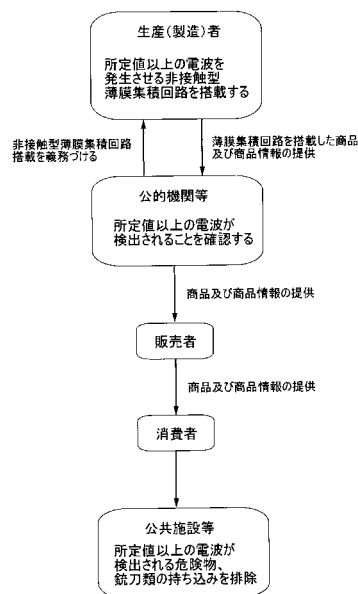 生産(製造)者
所定値以上の電波を
発生させる非接触型
薄膜集積回路を搭載する
非接触型薄膜集積回路
搭載を義務づける
薄膜集積回路を搭載した商品
及び商品情報の提供
公的機関等
所定値以上の電波が
検出されることを確認する
商品及び商品情報の提供
販売者
商品及び商品情報の提供
消費者
公共施設等
所定値以上の電波が
検出される危険物、
銃刀類の持ち込みを排除